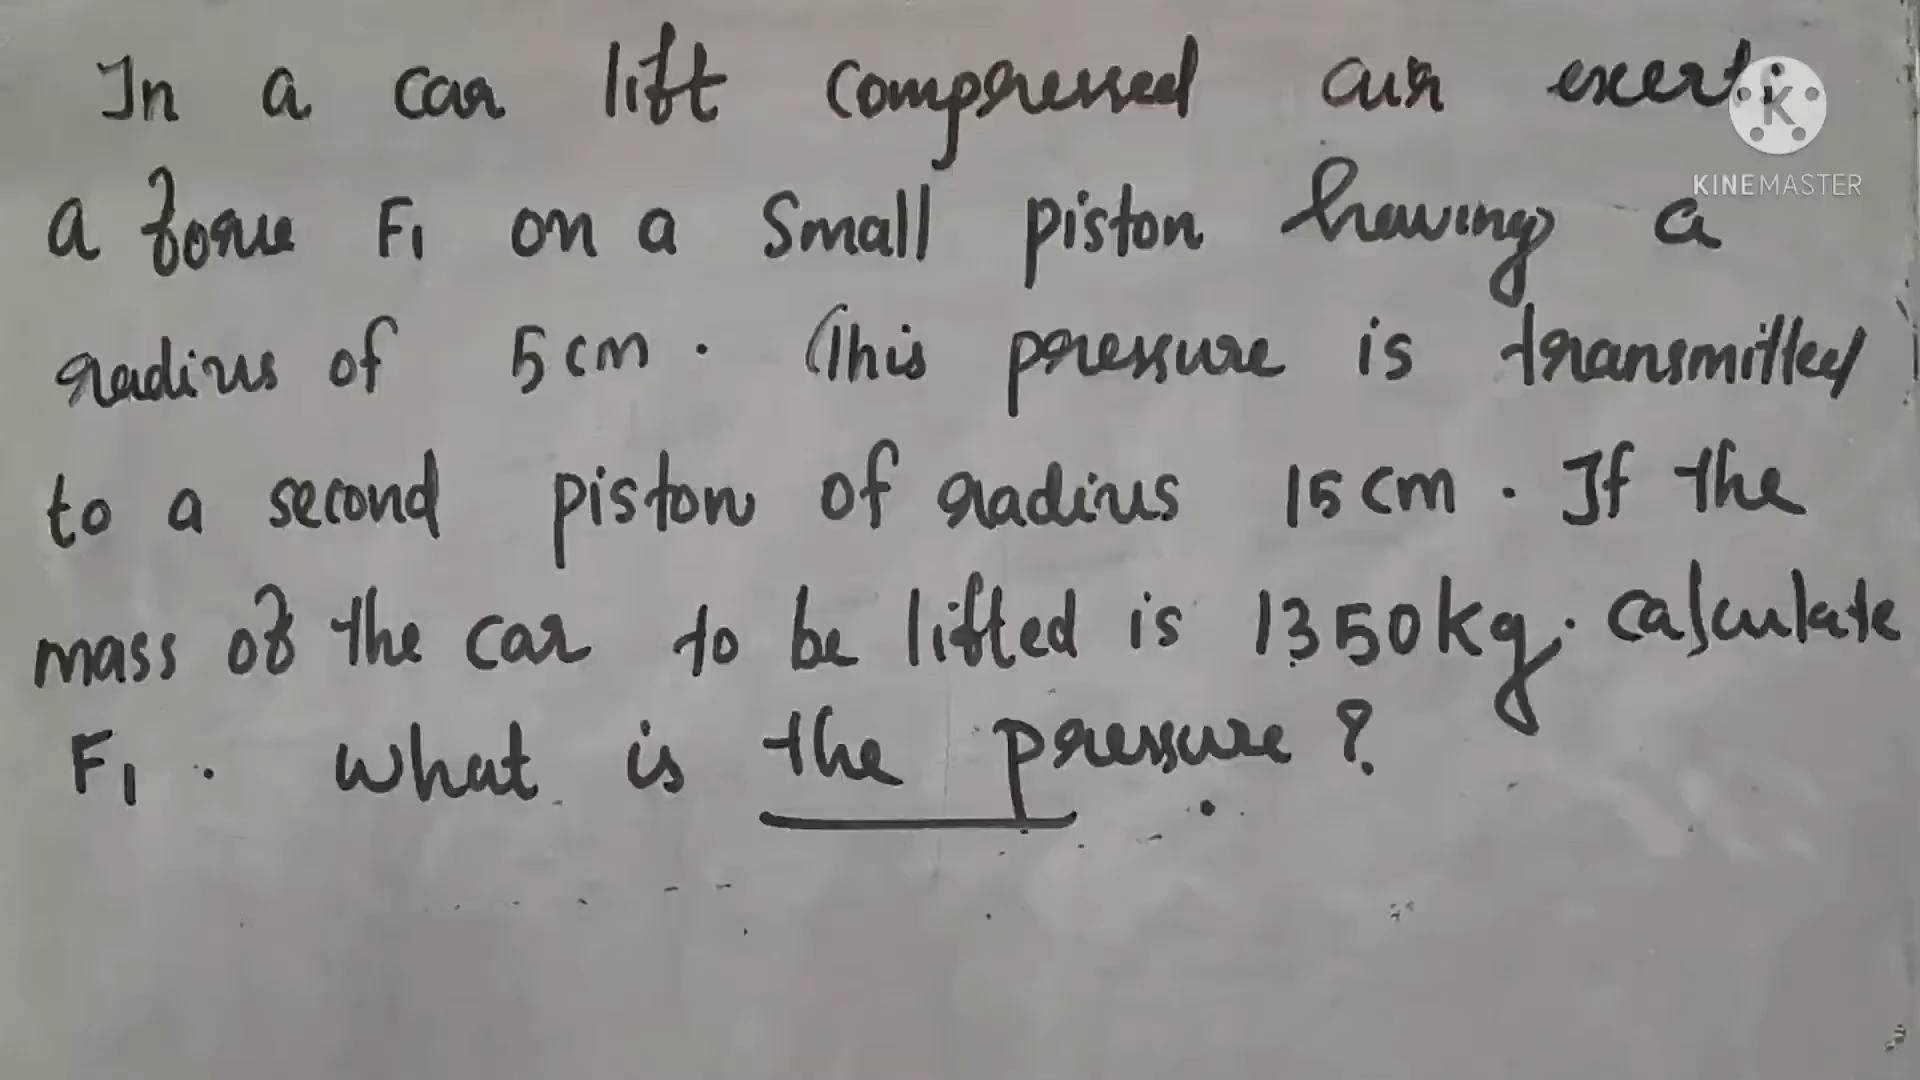 In a car lift compressed air exerts
KINEMASTER
a force F1 on a small piston having a
radius of 5cm. This pressure is transmitted
to a second piston of radius 15cm. If the
mass of the car to be lifted is 1350kg. calculate
F1. what is the pressure?